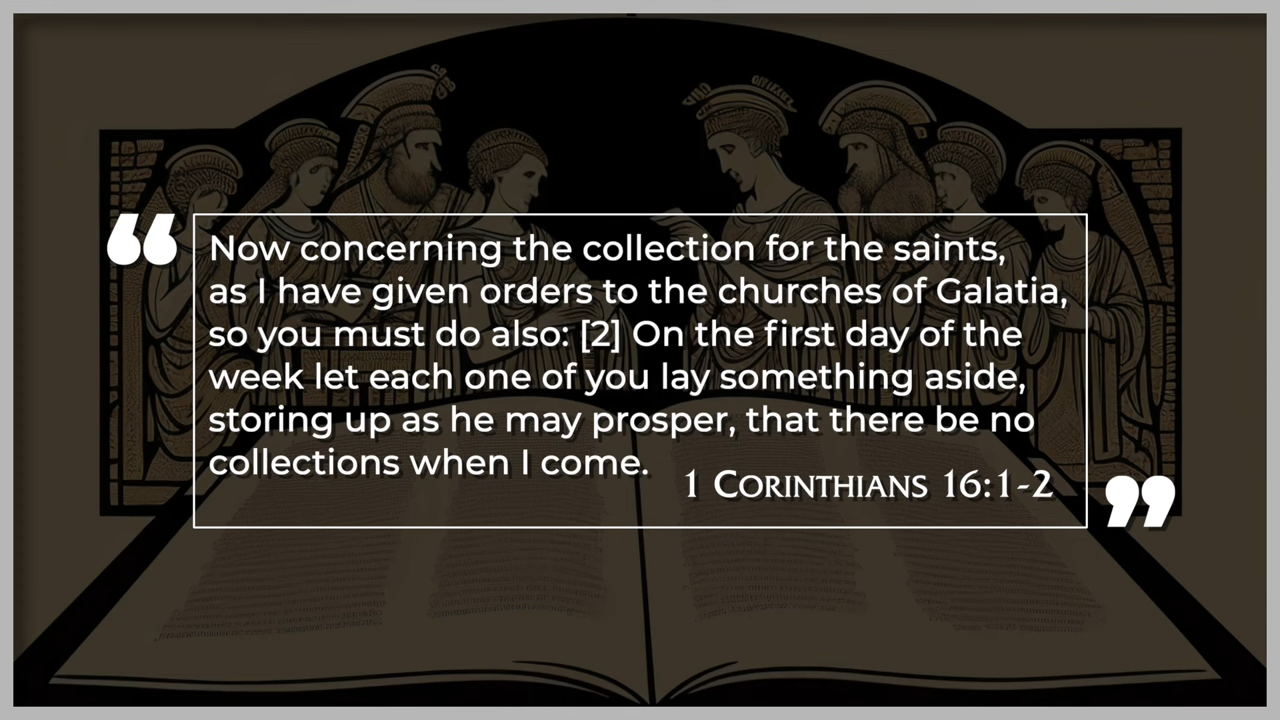 “
Now concerning the collection for the saints,
as I have given orders to the churches of Galatia,
so you must do also: [2] On the first day of the
week let each one of you lay something aside,
storing up as he may prosper, that there be no
collections when I come.
1 Corinthians 16:1-2
”